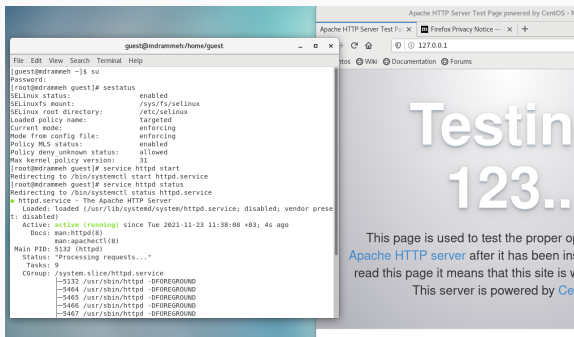 Apache HTTP Server Test Page powered by CentOS - M
Apache HTTP Server Test Pa
Firefox Privacy Notice —
127.0.0.1
ntos Wiki Documentation Forums
guest@mdrammeh:/home/guest
File Edit View Search Terminal Help
[guest@mdrammeh ~]$ su
Password:
[root@mdrammeh guest]# sestatus
SELinux status: enabled
SELinuxfs mount: /sys/fs/selinux
SELinux root directory: /etc/selinux
Loaded policy name: targeted
Current mode: enforcing
Mode from config file: enforcing
Policy MLS status: enabled
Policy deny_unknown status: allowed
Max kernel policy version: 31
[root@mdrammeh guest]# service httpd start
Redirecting to /bin/systemctl start httpd.service
[root@mdrammeh guest]# service httpd status
Redirecting to /bin/systemctl status httpd.service
● httpd.service - The Apache HTTP Server
Loaded: loaded (/usr/lib/systemd/system/httpd.service; disabled; vendor prese
t: disabled)
Active: active (running) since Tue 2021-11-23 11:38:08 +03; 4s ago
Docs: man:httpd(8)
man:apachectl(8)
Main PID: 5132 (httpd)
Status: "Processing requests..."
Tasks: 9
CGroup: /system.slice/httpd.service
├─5132 /usr/sbin/httpd -DFOREGROUND
├─5464 /usr/sbin/httpd -DFOREGROUND
├─5465 /usr/sbin/httpd -DFOREGROUND
├─5466 /usr/sbin/httpd -DFOREGROUND
├─5467 /usr/sbin/httpd -DFOREGROUND
Testin
123..
This page is used to test the proper op
Apache HTTP server after it has been ins
read this page it means that this site is w
This server is powered by Ce